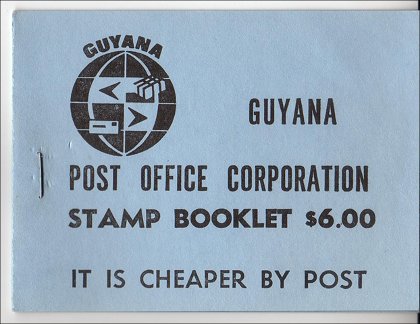 GUYANA
GUYANA
POST OFFICE CORPORATION
STAMP BOOKLET $6.00
IT IS CHEAPER BY POST